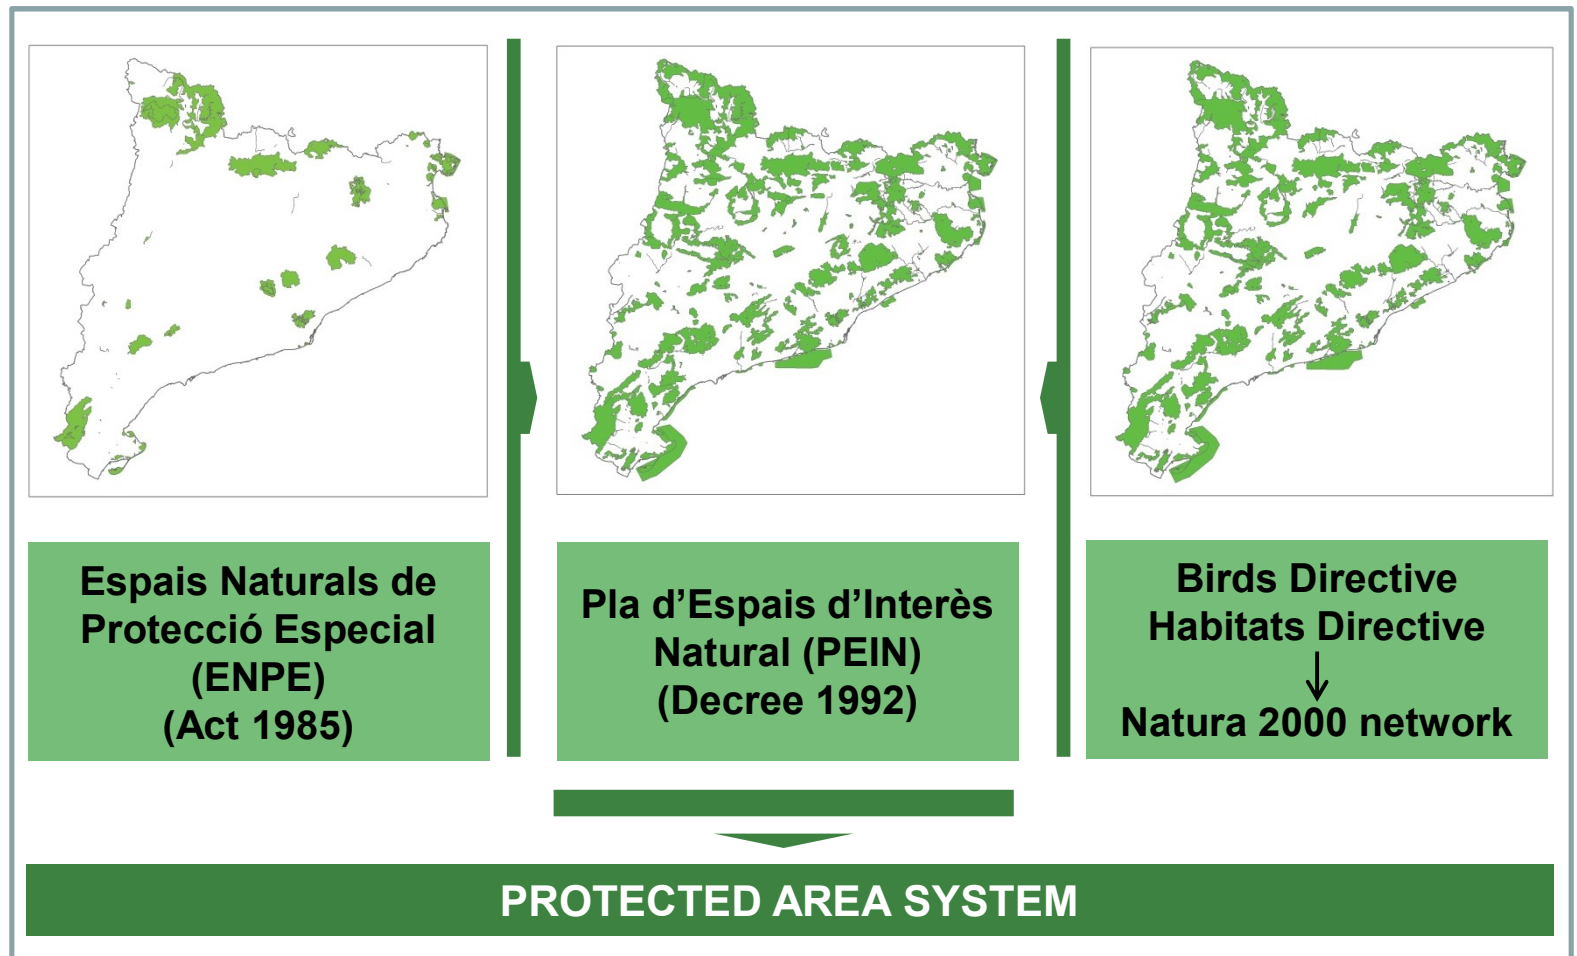 Espais Naturals de
Protecció Especial
(ENPE)
(Act 1985)
Pla d’Espais d’Interès
Natural (PEIN)
(Decree 1992)
Birds Directive
Habitats Directive
Natura 2000 network
PROTECTED AREA SYSTEM